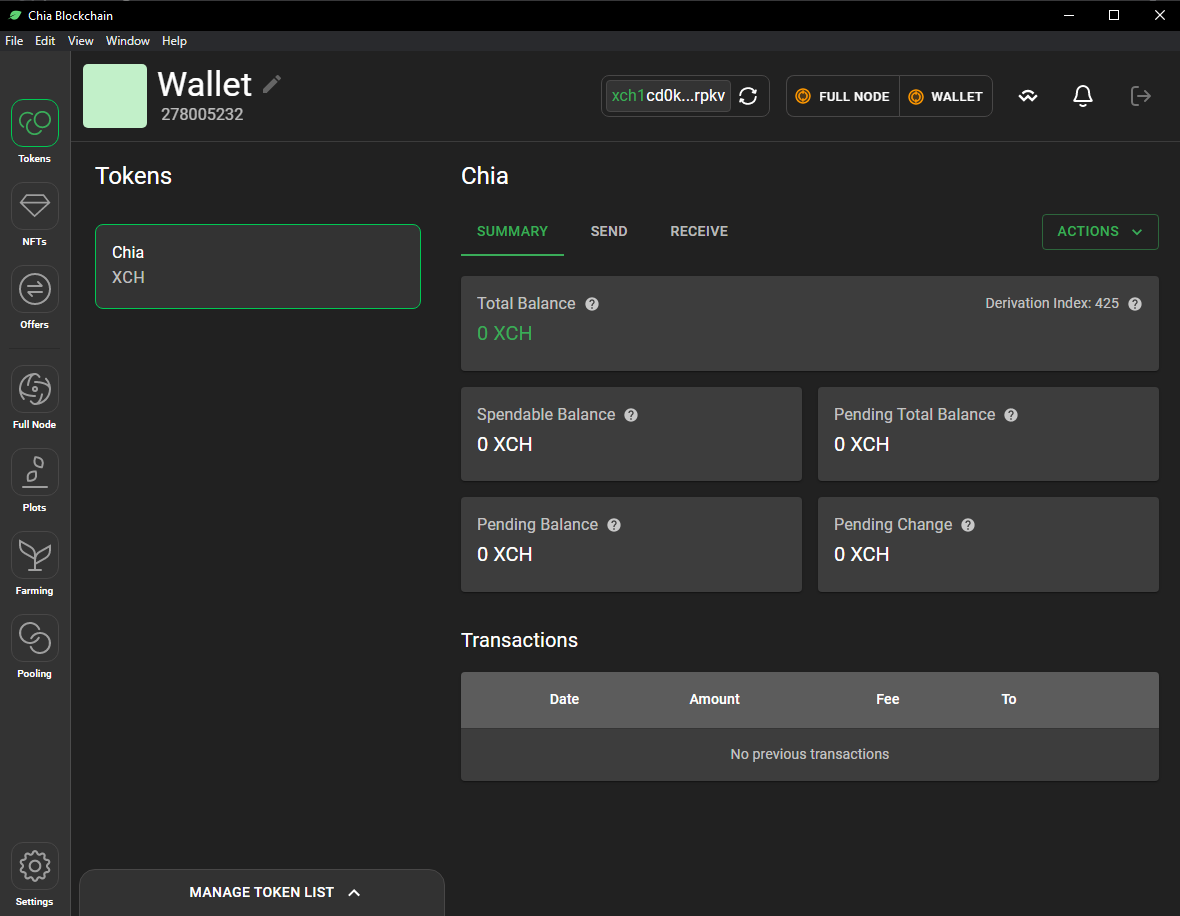 Chia Blockchain
File Edit View Window Help
Wallet
278005232
xch1cd0k...rpkv
FULL NODE
WALLET
Tokens
NFTs
Offers
Full Node
Plots
Farming
Pooling
Settings
Tokens
Chia
XCH
MANAGE TOKEN LIST
Chia
SUMMARY SEND RECEIVE
ACTIONS
Total Balance ?
Derivation Index: 425 ?
0 XCH
Spendable Balance ?
0 XCH
Pending Total Balance ?
0 XCH
Pending Balance ?
0 XCH
Pending Change ?
0 XCH
Transactions
Date Amount Fee To
No previous transactions